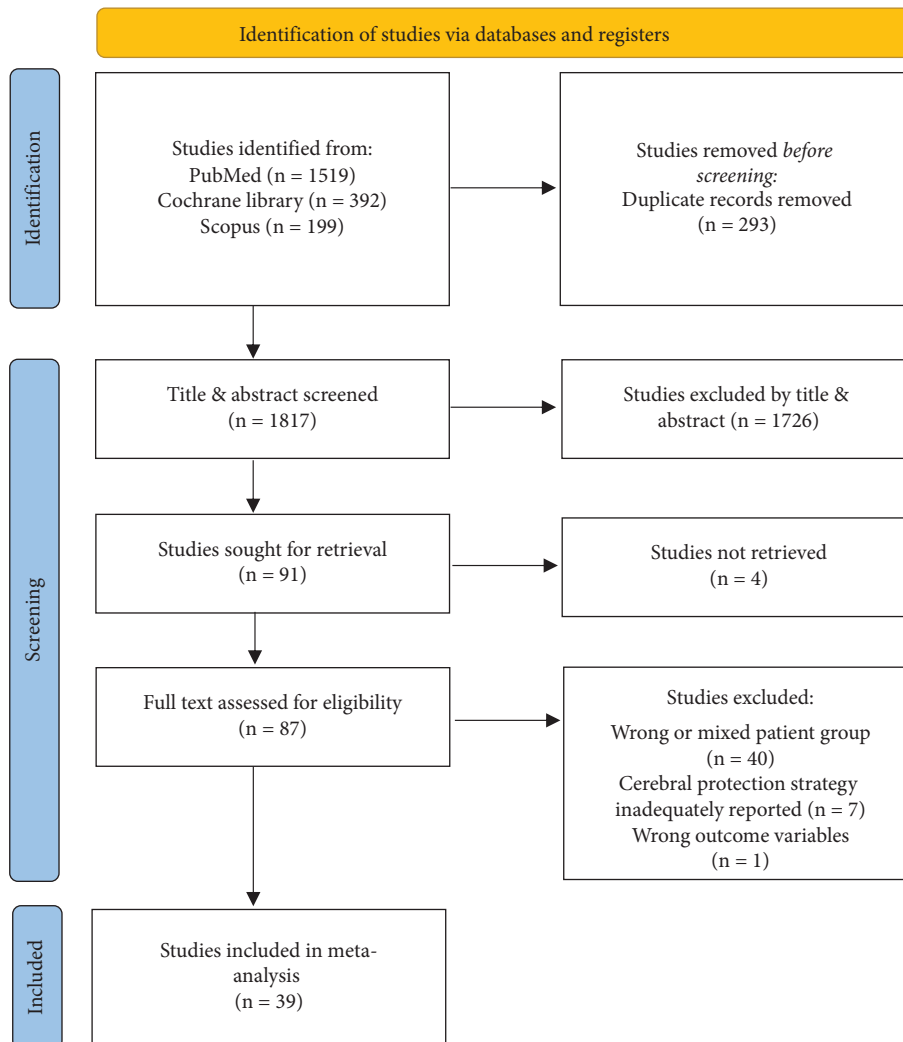 Identification of studies via databases and registers
Identification
Studies identified from:
PubMed (n = 1519)
Cochrane library (n = 392)
Scopus (n = 199)
Studies removed before
screening:
Duplicate records removed
(n = 293)
Screening
Title & abstract screened
(n = 1817)
Studies excluded by title &
abstract (n = 1726)
Studies sought for retrieval
(n = 91)
Studies not retrieved
(n = 4)
Full text assessed for eligibility
(n = 87)
Studies excluded:
Wrong or mixed patient group
(n = 40)
Cerebral protection strategy
inadequately reported (n = 7)
Wrong outcome variables
(n = 1)
Included
Studies included in meta-
analysis
(n = 39)